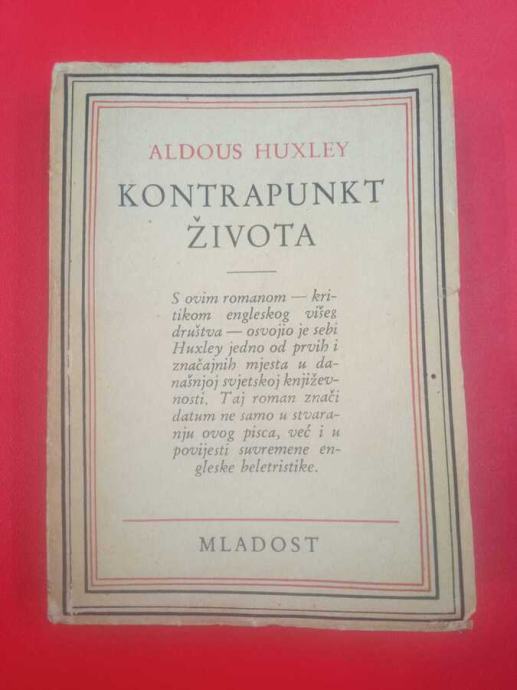 ALDOUS HUXLEY
KONTRAPUNKT
ŽIVOTA
S ovim romanom — kri-
tikom engleskog višeg
društva — osvojio je sebi
Huxley jedno od prvih i
značajnih mjesta u da-
našnjoj svjetskoj književ-
nosti. Taj roman znači
datum ne samo u stvara-
nju ovog pisca, već i u
povijesti suvremene en-
gleske beletristike.
MLADOST